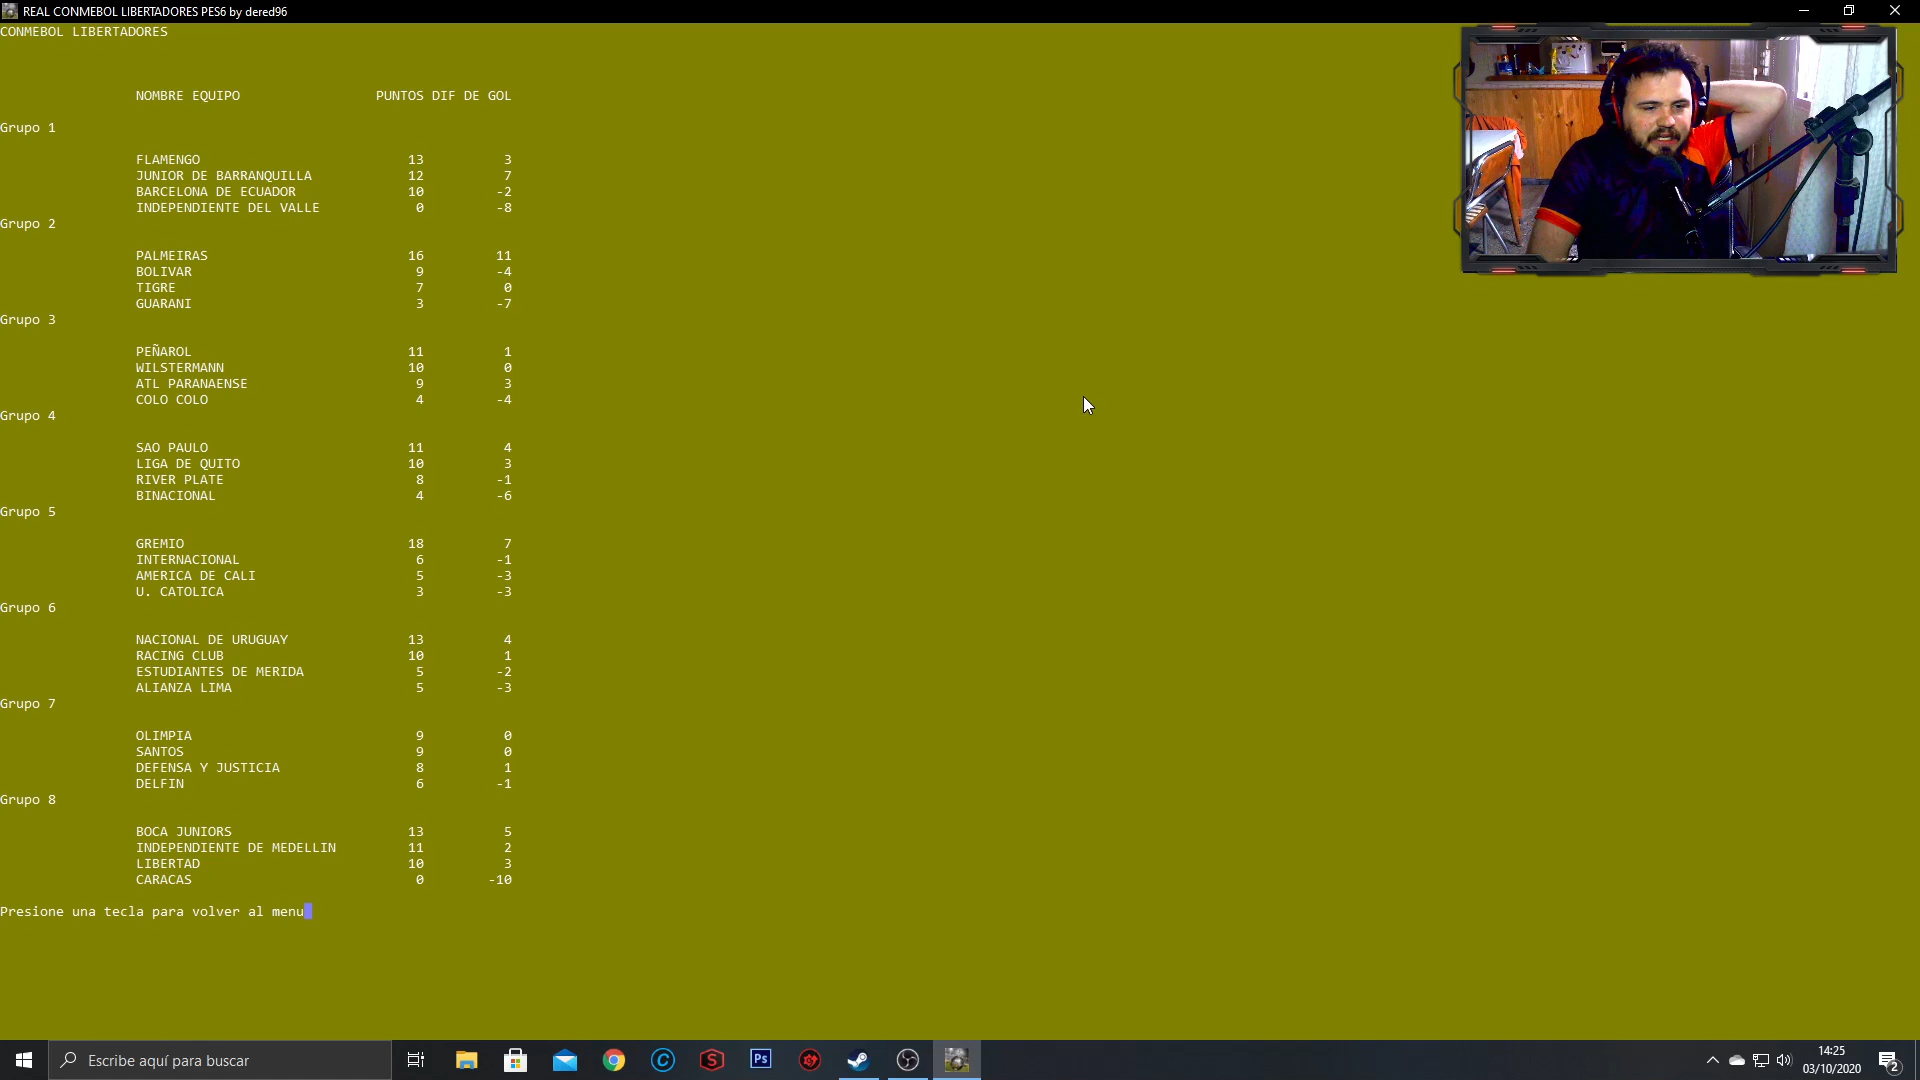 REAL CONMEBOL LIBERTADORES PES6 by dered96
CONMEBOL LIBERTADORES
NOMBRE EQUIPO PUNTOS DIF DE GOL
Grupo 1
FLAMENGO 13 3
JUNIOR DE BARRANQUILLA 12 7
BARCELONA DE ECUADOR 10 -2
INDEPENDIENTE DEL VALLE 0 -8
Grupo 2
PALMEIRAS 16 11
BOLIVAR 9 -4
TIGRE 7 0
GUARANI 3 -7
Grupo 3
PEÑAROL 11 1
WILSTERMANN 10 0
ATL PARANAENSE 9 3
COLO COLO 4 -4
Grupo 4
SAO PAULO 11 4
LIGA DE QUITO 10 3
RIVER PLATE 8 -1
BINACIONAL 4 -6
Grupo 5
GREMIO 18 7
INTERNACIONAL 6 -1
AMERICA DE CALI 5 -3
U. CATOLICA 3 -3
Grupo 6
NACIONAL DE URUGUAY 13 4
RACING CLUB 10 1
ESTUDIANTES DE MERIDA 5 -2
ALIANZA LIMA 5 -3
Grupo 7
OLIMPIA 9 0
SANTOS 9 0
DEFENSA Y JUSTICIA 8 1
DELFIN 6 -1
Grupo 8
BOCA JUNIORS 13 5
INDEPENDIENTE DE MEDELLIN 11 2
LIBERTAD 10 3
CARACAS 0 -10
Presione una tecla para volver al menu
Escribe aquí para buscar
Ps
14:25
03/10/2020
2